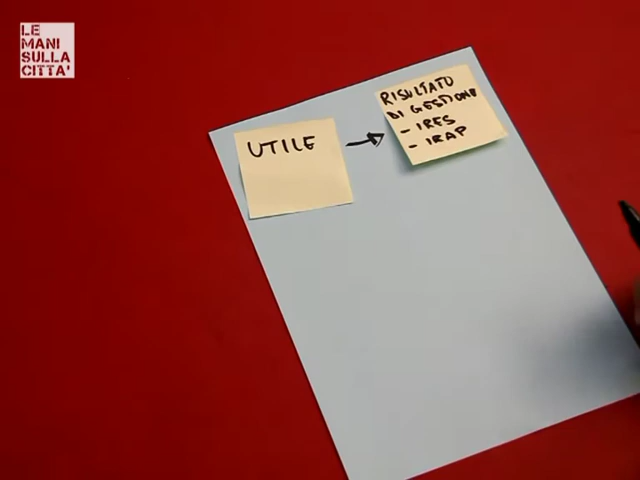 LE
MANI
SULLA
CITTA'
UTILE
RISULTATO
DI GESTIONE
- IRES
- IRAP